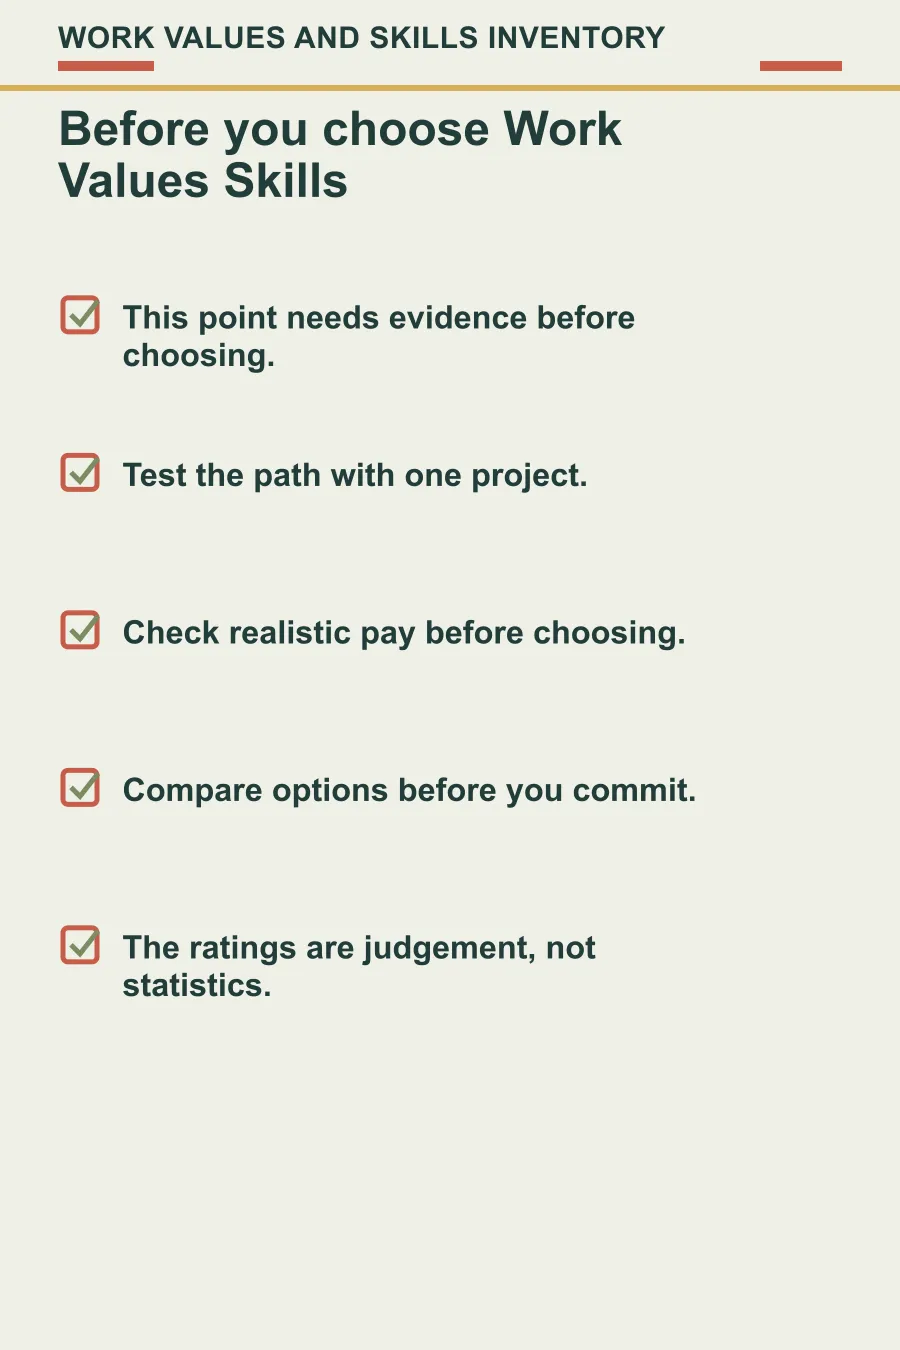 WORK VALUES AND SKILLS INVENTORY
Before you choose Work
Values Skills
This point needs evidence before
choosing.
Test the path with one project.
Check realistic pay before choosing.
Compare options before you commit.
The ratings are judgement, not
statistics.